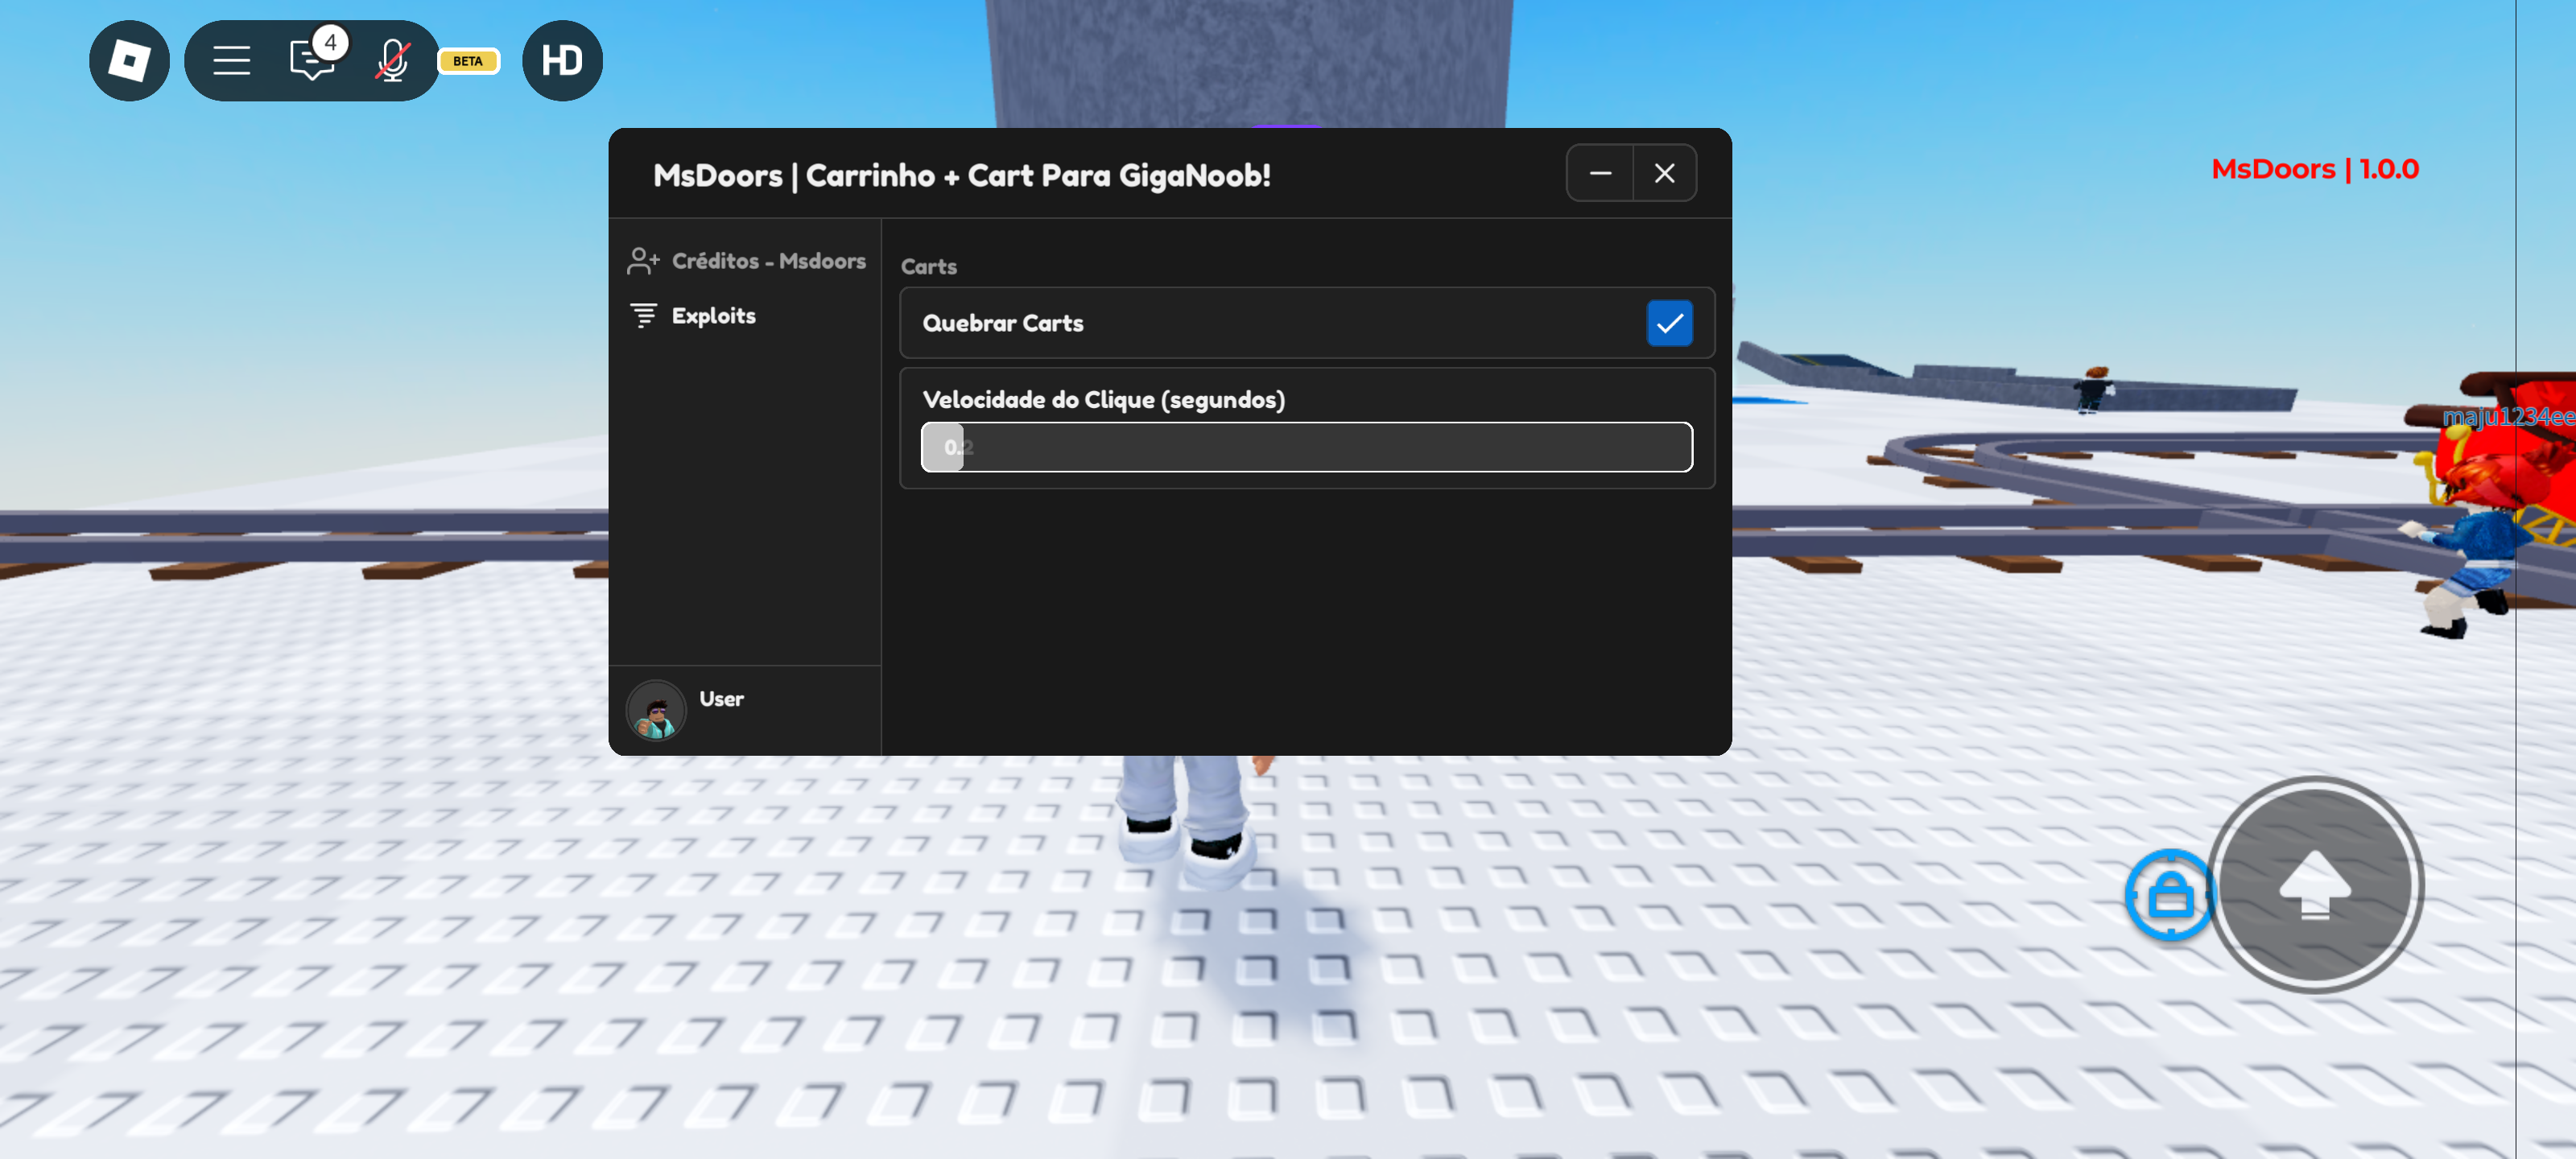 4
BETA
HD
MsDoors | Carrinho + Cart Para GigaNoob!
MsDoors | 1.0.0
Créditos - Msdoors
Exploits
Carts
Quebrar Carts
Velocidade do Clique (segundos)
0.2
maju1234ee
User